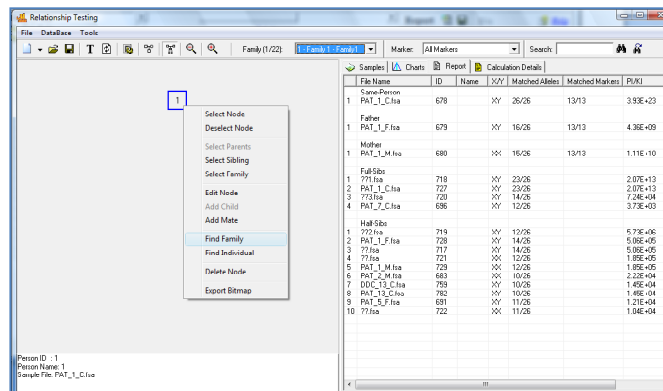 Relationship Testing
File DataBase Tools
Family (1/22): 1 - Family 1 - Family1 Marker: All Markers Search:
Samples Charts Report Calculation Details
File Name ID Name X/Y Matched Alleles Matched Markers PI/KI
Same-Person
1 PAT_1_C.fsa 678 XY 26/26 13/13 3.93E+23
Father
1 PAT_1_F.fsa 679 XY 16/26 13/13 4.36E+09
Mother
1 PAT_1_M.fsa 680 XX 15/26 13/13 1.11E+10
Full-Sibs
1 ??1.fsa 718 XY 23/26 2.07E+13
2 PAT_1_C.fsa 727 XY 23/26 2.07E+13
3 ??3.fsa 720 XY 14/26 7.24E+04
4 PAT_7_C.fsa 696 XY 12/26 3.73E+03
Half-Sibs
1 ??2.fsa 719 XY 12/26 5.73E+06
2 PAT_1_F.fsa 728 XY 14/26 5.06E+05
3 ??.fsa 717 XY 14/26 5.06E+05
4 ??.fsa 721 XX 12/26 1.85E+05
5 PAT_1_M.fsa 729 XX 12/26 1.85E+05
6 PAT_2_M.fsa 683 XX 10/26 2.22E+04
7 DDC_13_C.fsa 759 XY 10/26 1.45E+04
8 PAT_13_C.fsa 782 XY 10/26 1.45E+04
9 PAT_5_F.fsa 691 XY 11/26 1.21E+04
10 ??.fsa 722 XX 11/26 1.04E+04
1
Select Node
Deselect Node
Select Parents
Select Sibling
Select Family
Edit Node
Add Child
Add Mate
Find Family
Find Individual
Delete Node
Export Bitmap
Person ID : 1
Person Name: 1
Sample File: PAT_1_C.fsa